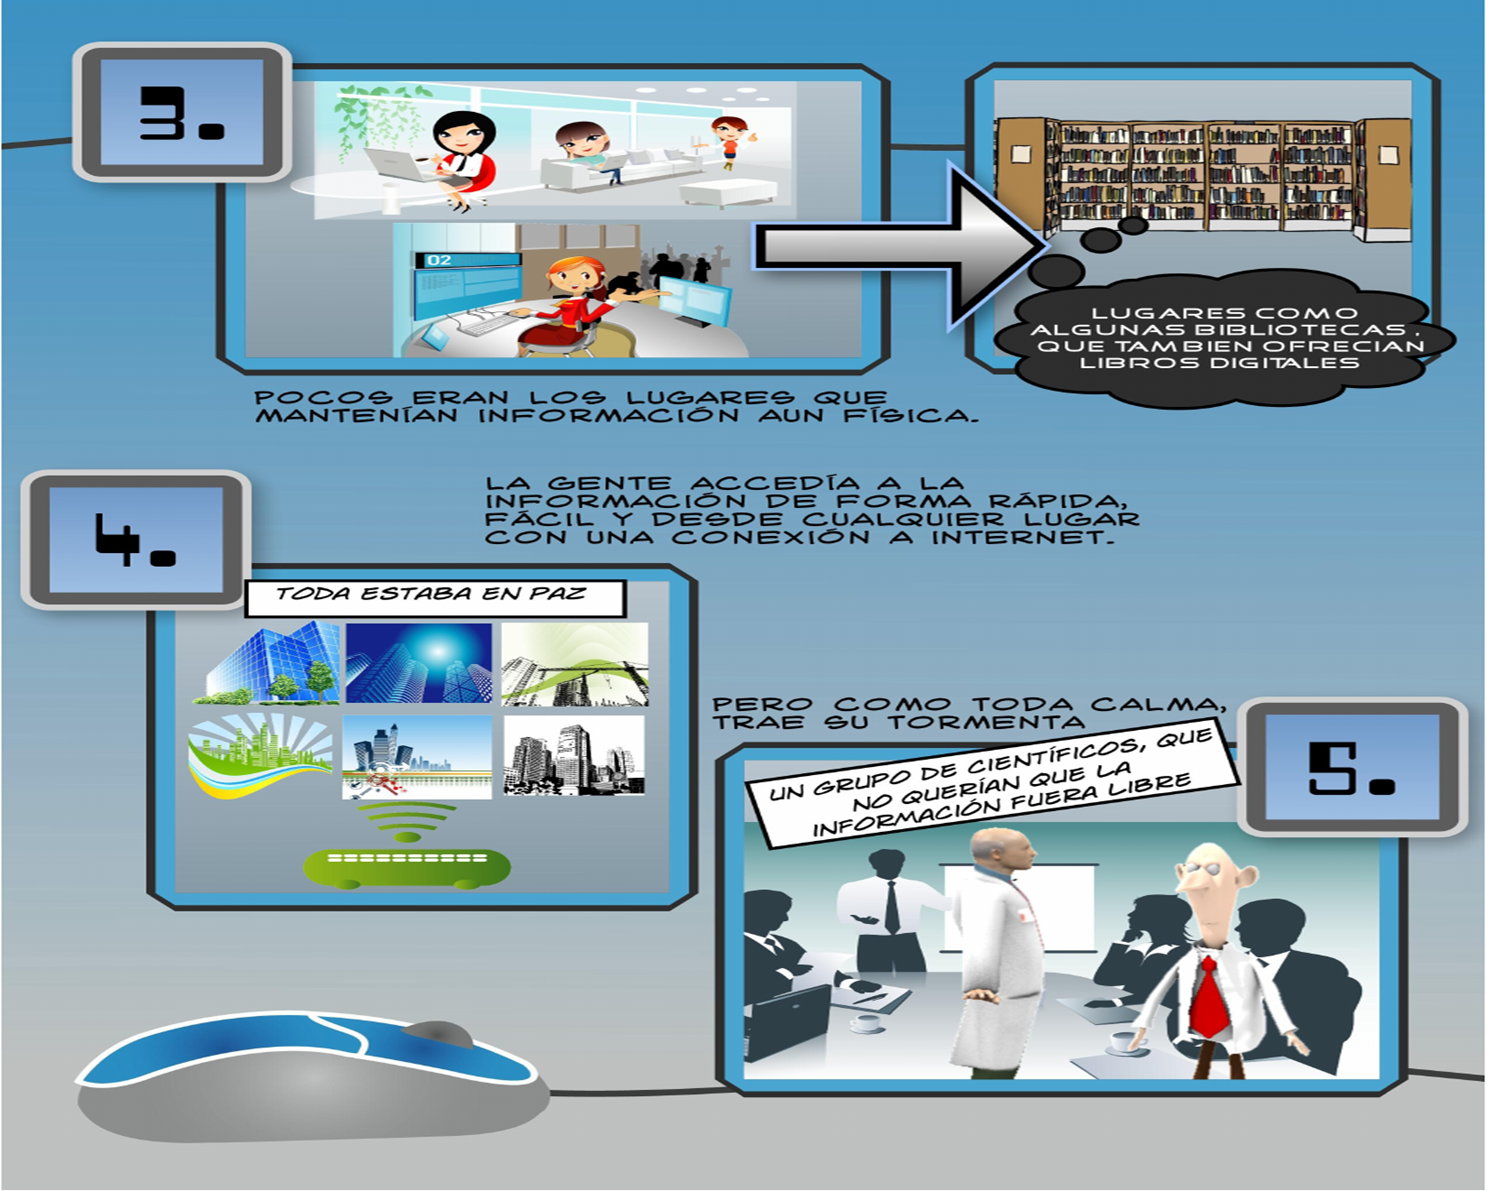 3.
02
LUGARES COMO
ALGUNAS BIBLIOTECAS ,
QUE TAMBIEN OFRECIAN
LIBROS DIGITALES
POCOS ERAN LOS LUGARES QUE
MANTENÍAN INFORMACIÓN AUN FÍSICA.
4.
LA GENTE ACCEDÍA A LA
INFORMACIÓN DE FORMA RÁPIDA,
FÁCIL Y DESDE CUALQUIER LUGAR
CON UNA CONEXIÓN A INTERNET.
TODA ESTABA EN PAZ
PERO COMO TODA CALMA,
TRAE SU TORMENTA
5.
UN GRUPO DE CIENTÍFICOS, QUE
NO QUERÍAN QUE LA
INFORMACIÓN FUERA LIBRE